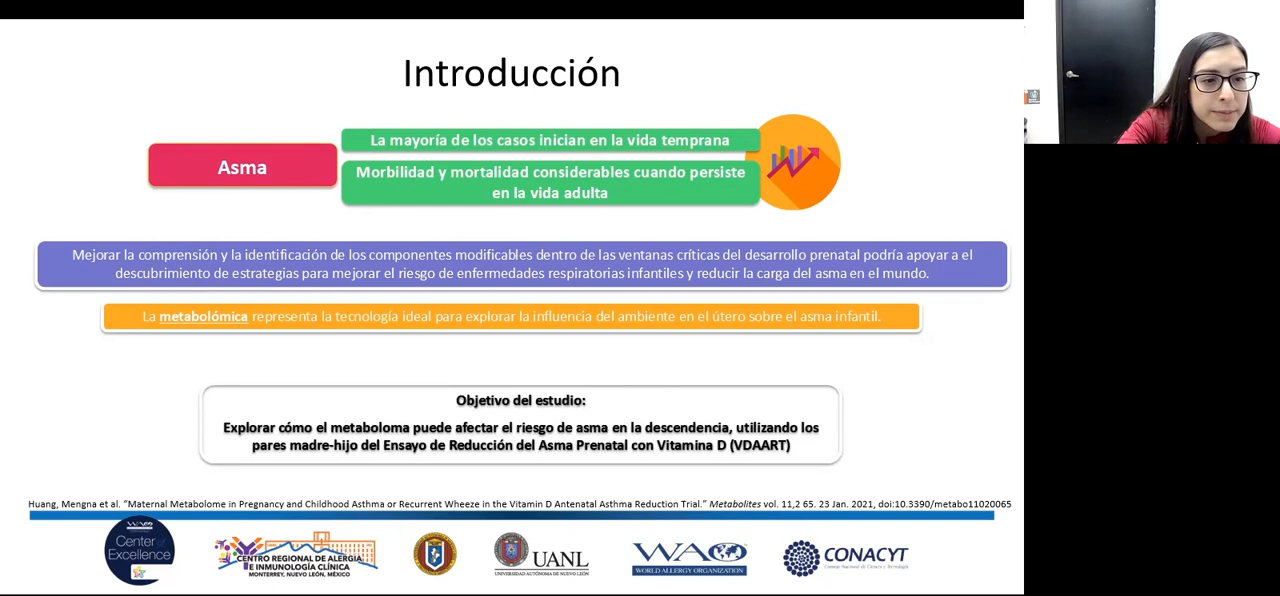 Introducción
Asma
La mayoría de los casos inician en la vida temprana
Morbilidad y mortalidad considerables cuando persiste
en la vida adulta
Mejorar la comprensión y la identificación de los componentes modificables dentro de las ventanas críticas del desarrollo prenatal podría apoyar a el
descubrimiento de estrategias para mejorar el riesgo de enfermedades respiratorias infantiles y reducir la carga del asma en el mundo.
La metabolómica representa la tecnología ideal para explorar la influencia del ambiente en el útero sobre el asma infantil.
Objetivo del estudio:
Explorar cómo el metaboloma puede afectar el riesgo de asma en la descendencia, utilizando los
pares madre-hijo del Ensayo de Reducción del Asma Prenatal con Vitamina D (VDAART)
Huang, Mengna et al. "Maternal Metabolome in Pregnancy and Childhood Asthma or Recurrent Wheeze in the Vitamin D Antenatal Asthma Reduction Trial." Metabolites vol. 11,2 65. 23 Jan. 2021, doi:10.3390/metabo11020065
WAO
Center of
Excellence
CENTRO REGIONAL DE ALERGIA
E INMUNOLOGÍA CLÍNICA
MONTERREY, NUEVO LEÓN, MÉXICO
UANL
UNIVERSIDAD AUTÓNOMA DE NUEVO LEÓN
WAO
WORLD ALLERGY ORGANIZATION
CONACYT
Consejo Nacional de Ciencia y Tecnología